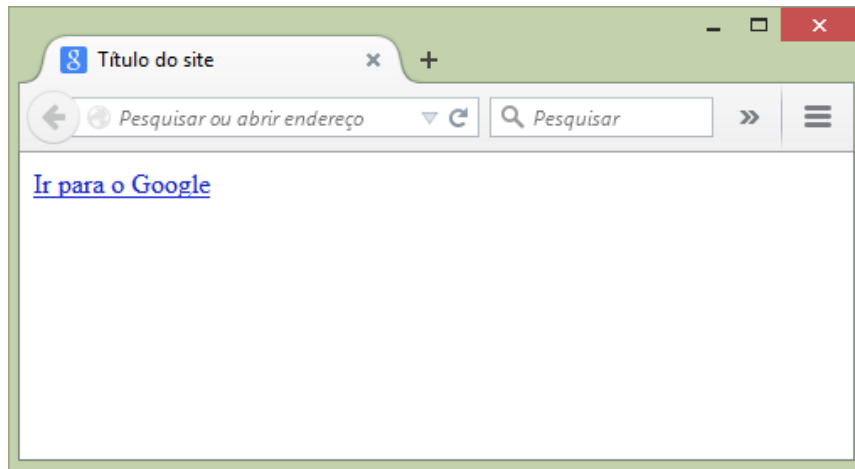 Título do site
Pesquisar ou abrir endereço
Pesquisar
Ir para o Google